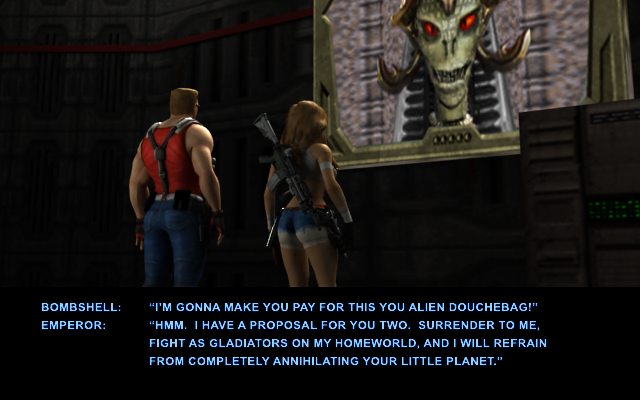 BOMBSHELL: "I'M GONNA MAKE YOU PAY FOR THIS YOU ALIEN DOUCHEBAG!"
EMPEROR: "HMM. I HAVE A PROPOSAL FOR YOU TWO. SURRENDER TO ME,
FIGHT AS GLADIATORS ON MY HOMEWORLD, AND I WILL REFRAIN
FROM COMPLETELY ANNIHILATING YOUR LITTLE PLANET."